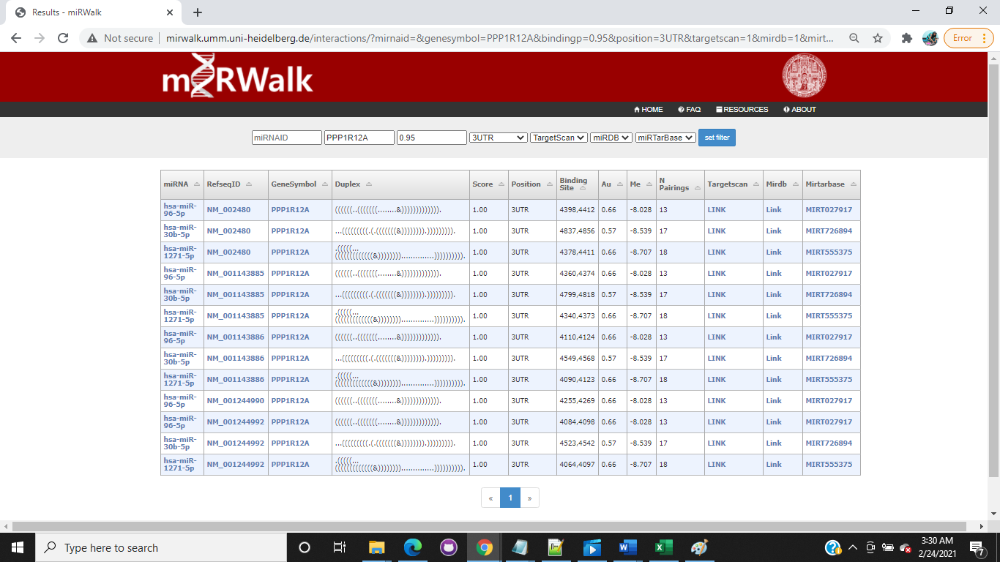 Results - miRWalk
Not secure mirwalk.umm.uni-heidelberg.de/interactions/?mirnaid=&genesymbol=PPP1R12A&bindingp=0.95&position=3UTR&targetscan=1&mirdb=1&mirt... Error
miRWalk
HOME FAQ RESOURCES ABOUT
miRNAID PPP1R12A 0.95 3UTR TargetScan miRDB miRTarBase set filter
miRNA RefseqID GeneSymbol Duplex Score Position Binding Site Au Me N Pairings Targetscan Mirdb Mirtarbase
hsa-miR-96-5p NM_002480 PPP1R12A ((((((..(((((((........&))))))))))))). 1.00 3UTR 4398,4412 0.66 -8.028 13 LINK Link MIRT027917
hsa-miR-30b-5p NM_002480 PPP1R12A ...(((((((((.(.(((((((&)))))))).))))))))). 1.00 3UTR 4837,4856 0.57 -8.539 17 LINK Link MIRT726894
hsa-miR-1271-5p NM_002480 PPP1R12A .(((((...(((((((((((((&))))))))..............)))))))))). 1.00 3UTR 4378,4411 0.66 -8.707 18 LINK Link MIRT555375
hsa-miR-96-5p NM_001143885 PPP1R12A ((((((..(((((((........&))))))))))))). 1.00 3UTR 4360,4374 0.66 -8.028 13 LINK Link MIRT027917
hsa-miR-30b-5p NM_001143885 PPP1R12A ...(((((((((.(.(((((((&)))))))).))))))))). 1.00 3UTR 4799,4818 0.57 -8.539 17 LINK Link MIRT726894
hsa-miR-1271-5p NM_001143885 PPP1R12A .(((((...(((((((((((((&))))))))..............)))))))))). 1.00 3UTR 4340,4373 0.66 -8.707 18 LINK Link MIRT555375
hsa-miR-96-5p NM_001143886 PPP1R12A ((((((..(((((((........&))))))))))))). 1.00 3UTR 4110,4124 0.66 -8.028 13 LINK Link MIRT027917
hsa-miR-30b-5p NM_001143886 PPP1R12A ...(((((((((.(.(((((((&)))))))).))))))))). 1.00 3UTR 4549,4568 0.57 -8.539 17 LINK Link MIRT726894
hsa-miR-1271-5p NM_001143886 PPP1R12A .(((((...(((((((((((((&))))))))..............)))))))))). 1.00 3UTR 4090,4123 0.66 -8.707 18 LINK Link MIRT555375
hsa-miR-96-5p NM_001244990 PPP1R12A ((((((..(((((((........&))))))))))))). 1.00 3UTR 4255,4269 0.66 -8.028 13 LINK Link MIRT027917
hsa-miR-96-5p NM_001244992 PPP1R12A ((((((..(((((((........&))))))))))))). 1.00 3UTR 4084,4098 0.66 -8.028 13 LINK Link MIRT027917
hsa-miR-30b-5p NM_001244992 PPP1R12A ...(((((((((.(.(((((((&)))))))).))))))))). 1.00 3UTR 4523,4542 0.57 -8.539 17 LINK Link MIRT726894
hsa-miR-1271-5p NM_001244992 PPP1R12A .(((((...(((((((((((((&))))))))..............)))))))))). 1.00 3UTR 4064,4097 0.66 -8.707 18 LINK Link MIRT555375
« 1 »
Type here to search
3:30 AM
2/24/2021
7